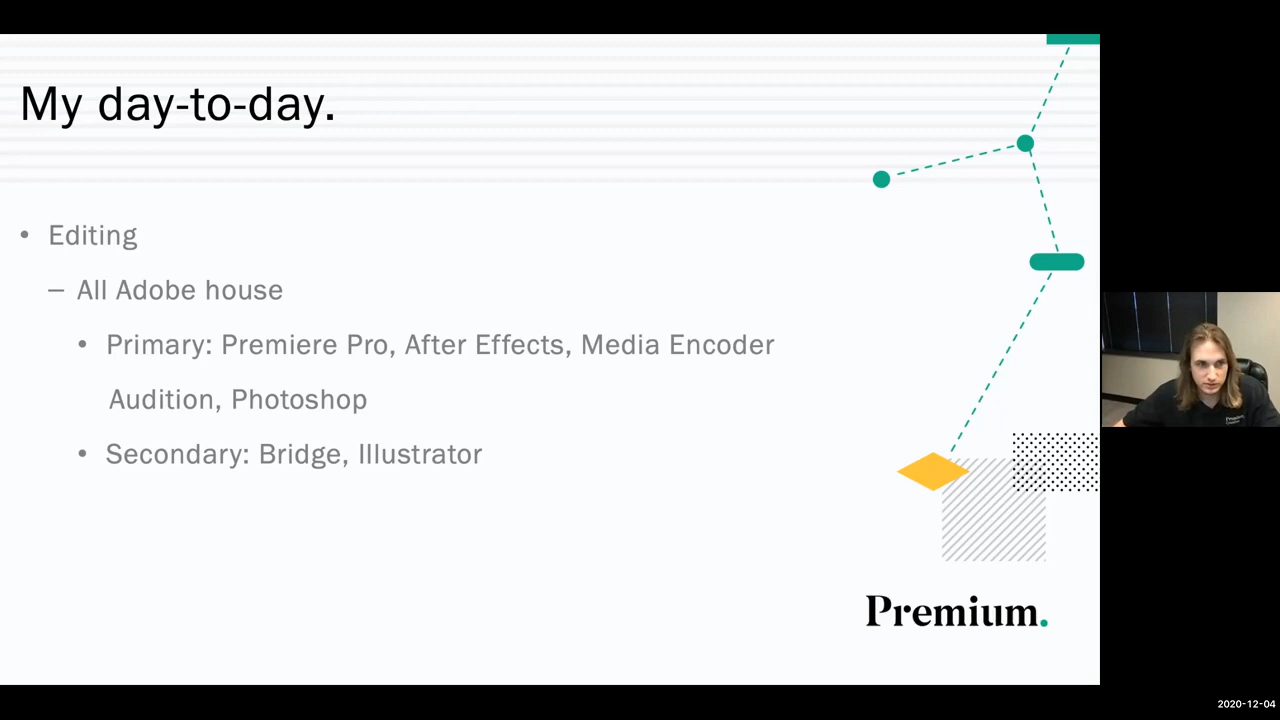 My day-to-day.
• Editing
– All Adobe house
• Primary: Premiere Pro, After Effects, Media Encoder
Audition, Photoshop
• Secondary: Bridge, Illustrator
Premium.
2020-12-04